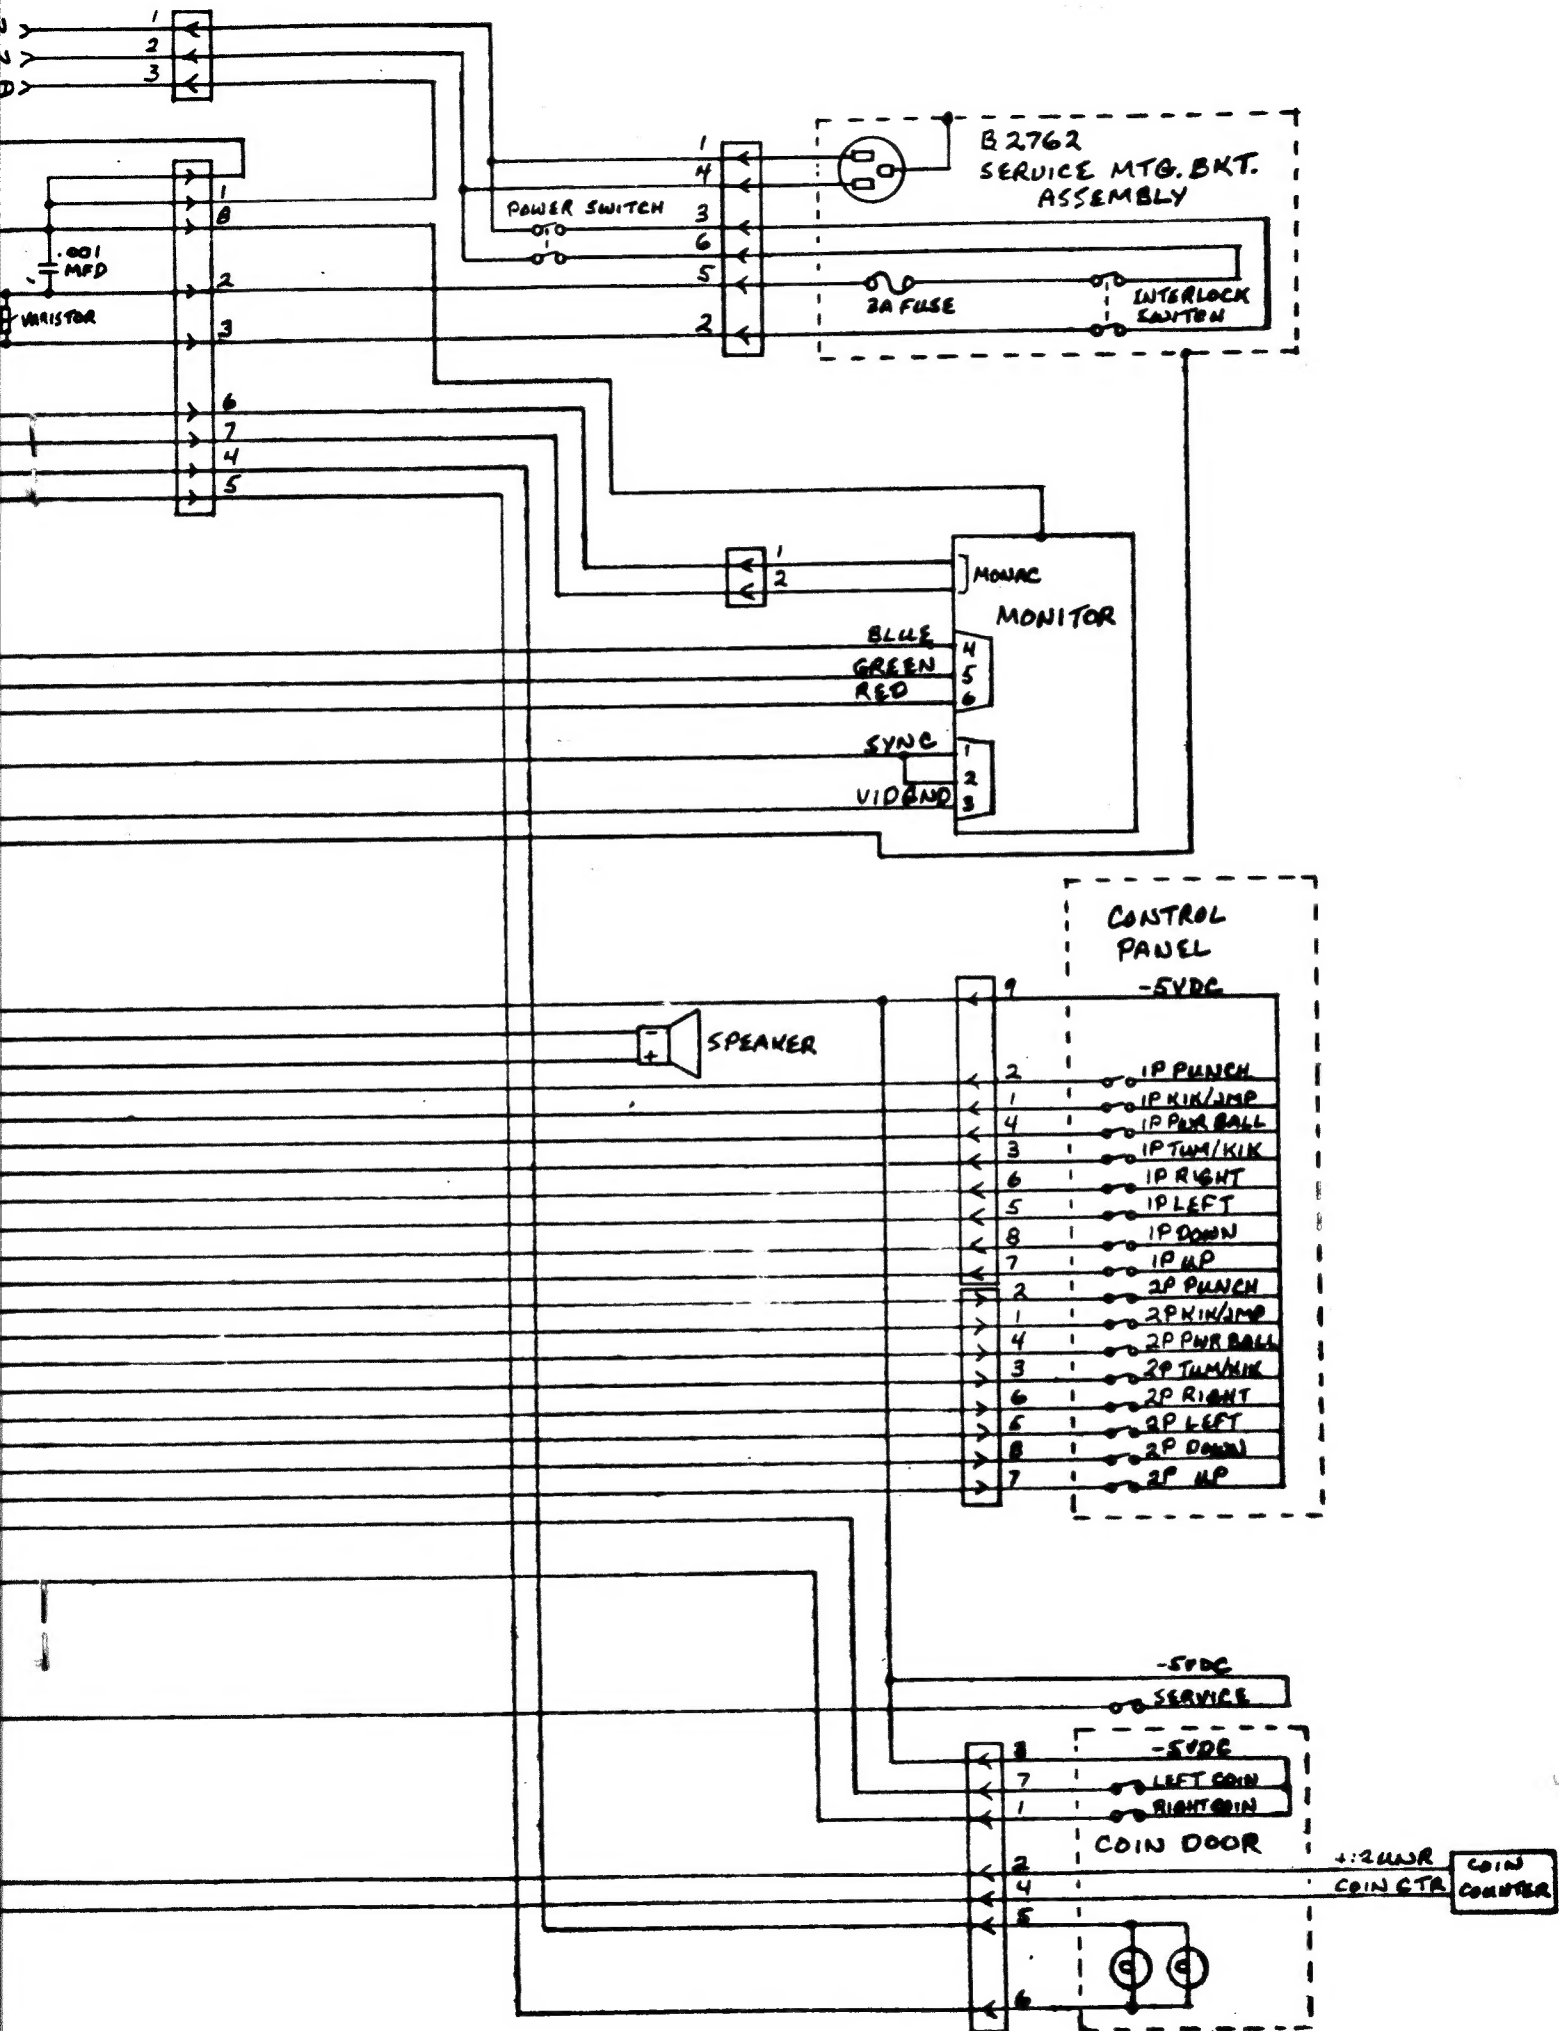 1
2
3
B2762
SERVICE MTG. BKT.
ASSEMBLY
1
4
POWER SWITCH
3
6
5
2
3A FUSE
INTERLOCK
SWITCH
1
8
.001
MFD
2
VARISTOR
3
6
7
4
5
1
2
MONAC
MONITOR
BLUE 4
GREEN 5
RED 6
SYNC 1
2
VIDGND 3
CONTROL
PANEL
9 -5VDC
SPEAKER
-
+
2 1P PUNCH
1 1P KIK/JMP
4 1P PWR BALL
3 1P TUM/KIK
6 1P RIGHT
5 1P LEFT
8 1P DOWN
7 1P UP
2 2P PUNCH
1 2P KIK/JMP
4 2P PWR BALL
3 2P TUM/KIK
6 2P RIGHT
5 2P LEFT
8 2P DOWN
7 2P UP
-5VDC
SERVICE
-5VDC
7 LEFT COIN
1 RIGHT COIN
COIN DOOR
2 +12UNR
4 COIN CTR
COIN
COUNTER
5
6